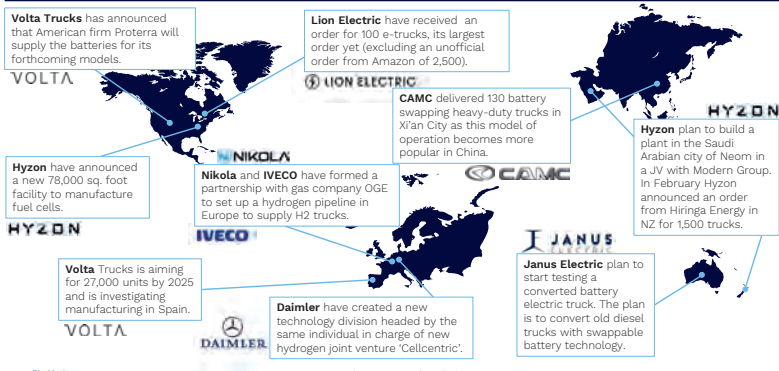 Volta Trucks has announced
that American firm Proterra will
supply the batteries for its
forthcoming models.
VOLTA
Lion Electric have received an
order for 100 e-trucks, its largest
order yet (excluding an unofficial
order from Amazon of 2,500).
LION ELECTRIC
CAMC delivered 130 battery
swapping heavy-duty trucks in
Xi'an City as this model of
operation becomes more
popular in China.
CAMC
HYZON
Hyzon plan to build a
plant in the Saudi
Arabian city of Neom in
a JV with Modern Group.
In February Hyzon
announced an order
from Hiringa Energy in
NZ for 1,500 trucks.
Hyzon have announced
a new 78,000 sq. foot
facility to manufacture
fuel cells.
HYZON
NIKOLA
Nikola and IVECO have formed a
partnership with gas company OGE
to set up a hydrogen pipeline in
Europe to supply H2 trucks.
IVECO
JANUS
ELECTRIC
Janus Electric plan to
start testing a
converted battery
electric truck. The plan
is to convert old diesel
trucks with swappable
battery technology.
Volta Trucks is aiming
for 27,000 units by 2025
and is investigating
manufacturing in Spain.
VOLTA
DAIMLER
Daimler have created a new
technology division headed by the
same individual in charge of new
hydrogen joint venture 'Cellcentric'.